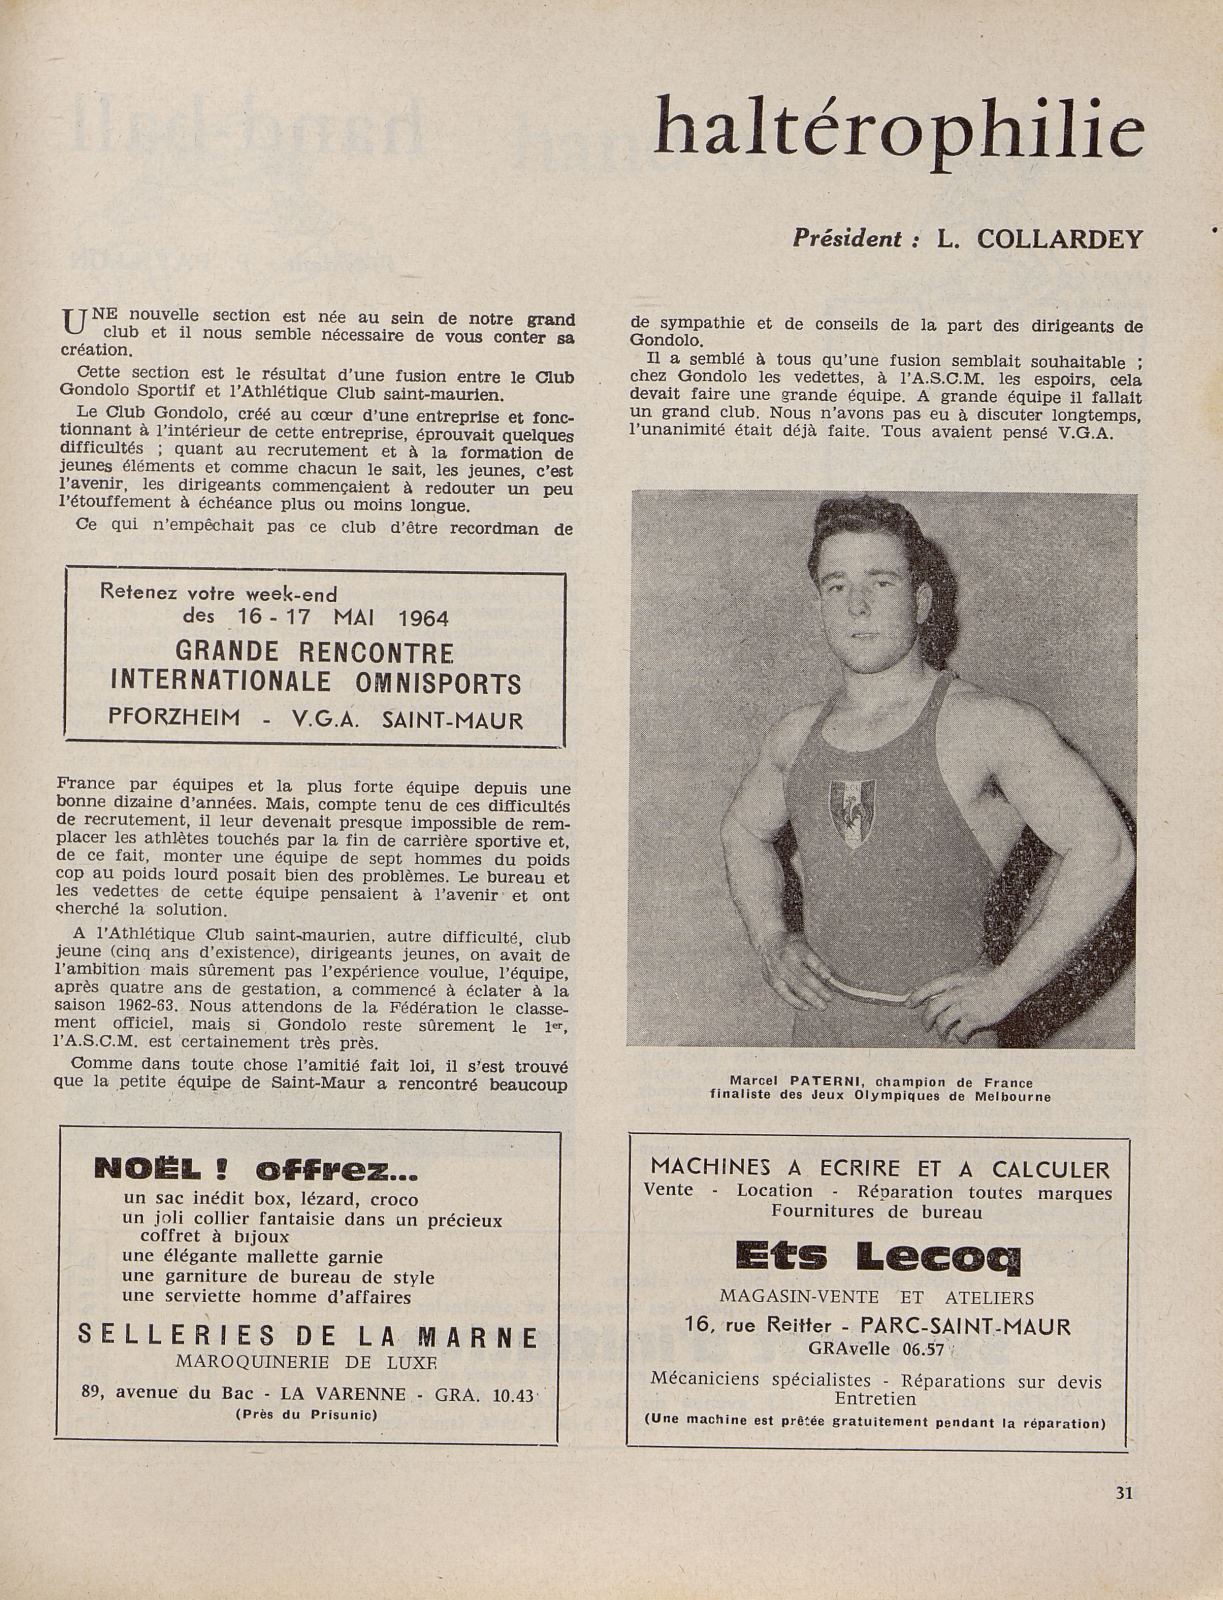 haltérophilie
Président : L. COLLARDEY
UNE nouvelle section est née au sein de notre grand
club et il nous semble nécessaire de vous conter sa
création.
Cette section est le résultat d'une fusion entre le Club
Gondolo Sportif et l'Athlétique Club saint-maurien.
Le Club Gondolo, créé au cœur d'une entreprise et fonc-
tionnant à l'intérieur de cette entreprise, éprouvait quelques
difficultés ; quant au recrutement et à la formation de
jeunes éléments et comme chacun le sait, les jeunes, c'est
l'avenir, les dirigeants commençaient à redouter un peu
l'étouffement à échéance plus ou moins longue.
Ce qui n'empêchait pas ce club d'être recordman de
Retenez votre week-end
des 16 - 17 MAI 1964
GRANDE RENCONTRE
INTERNATIONALE OMNISPORTS
PFORZHEIM - V.G.A. SAINT-MAUR
France par équipes et la plus forte équipe depuis une
bonne dizaine d'années. Mais, compte tenu de ces difficultés
de recrutement, il leur devenait presque impossible de rem-
placer les athlètes touchés par la fin de carrière sportive et,
de ce fait, monter une équipe de sept hommes du poids
cop au poids lourd posait bien des problèmes. Le bureau et
les vedettes de cette équipe pensaient à l'avenir et ont
cherché la solution.
A l'Athlétique Club saint-maurien, autre difficulté, club
jeune (cinq ans d'existence), dirigeants jeunes, on avait de
l'ambition mais sûrement pas l'expérience voulue, l'équipe,
après quatre ans de gestation, a commencé à éclater à la
saison 1962-63. Nous attendons de la Fédération le classe-
ment officiel, mais si Gondolo reste sûrement le 1er,
l'A.S.C.M. est certainement très près.
Comme dans toute chose l'amitié fait loi, il s'est trouvé
que la petite équipe de Saint-Maur a rencontré beaucoup
de sympathie et de conseils de la part des dirigeants de
Gondolo.
Il a semblé à tous qu'une fusion semblait souhaitable ;
chez Gondolo les vedettes, à l'A.S.C.M. les espoirs, cela
devait faire une grande équipe. A grande équipe il fallait
un grand club. Nous n'avons pas eu à discuter longtemps,
l'unanimité était déjà faite. Tous avaient pensé V.G.A.
Marcel PATERNI, champion de France
finaliste des Jeux Olympiques de Melbourne
NOËL ! offrez...
un sac inédit box, lézard, croco
un joli collier fantaisie dans un précieux
coffret à bijoux
une élégante mallette garnie
une garniture de bureau de style
une serviette homme d'affaires
SELLERIES DE LA MARNE
MAROQUINERIE DE LUXE
89, avenue du Bac - LA VARENNE - GRA. 10.43
(Près du Prisunic)
MACHINES A ECRIRE ET A CALCULER
Vente - Location - Réparation toutes marques
Fournitures de bureau
Ets Lecoq
MAGASIN-VENTE ET ATELIERS
16, rue Reitter - PARC-SAINT-MAUR
GRAvelle 06.57
Mécaniciens spécialistes - Réparations sur devis
Entretien
(Une machine est prêtée gratuitement pendant la réparation)
31